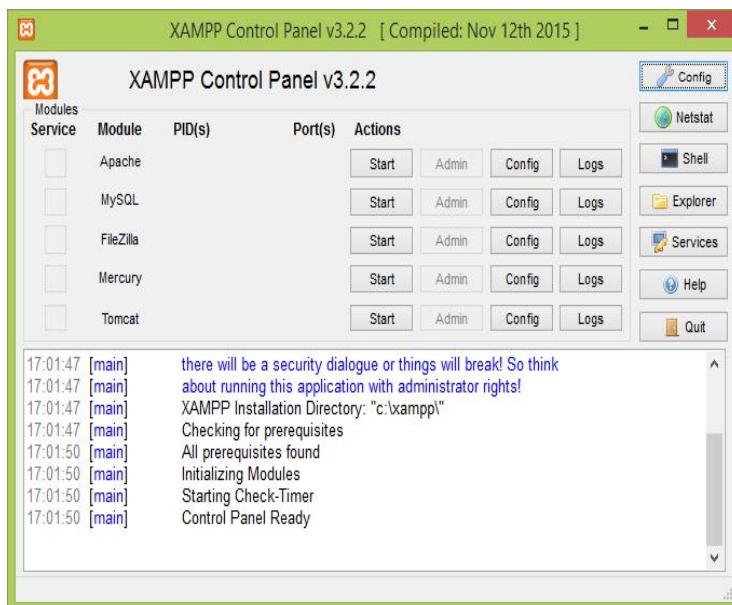 XAMPP Control Panel v3.2.2 [ Compiled: Nov 12th 2015 ]
XAMPP Control Panel v3.2.2
Config
Modules
Service Module PID(s) Port(s) Actions
Netstat
Apache Start Admin Config Logs
Shell
MySQL Start Admin Config Logs
Explorer
FileZilla Start Admin Config Logs
Services
Mercury Start Admin Config Logs
Help
Tomcat Start Admin Config Logs
Quit
17:01:47 [main] there will be a security dialogue or things will break! So think
17:01:47 [main] about running this application with administrator rights!
17:01:47 [main] XAMPP Installation Directory: "c:\xampp\"
17:01:47 [main] Checking for prerequisites
17:01:50 [main] All prerequisites found
17:01:50 [main] Initializing Modules
17:01:50 [main] Starting Check-Timer
17:01:50 [main] Control Panel Ready